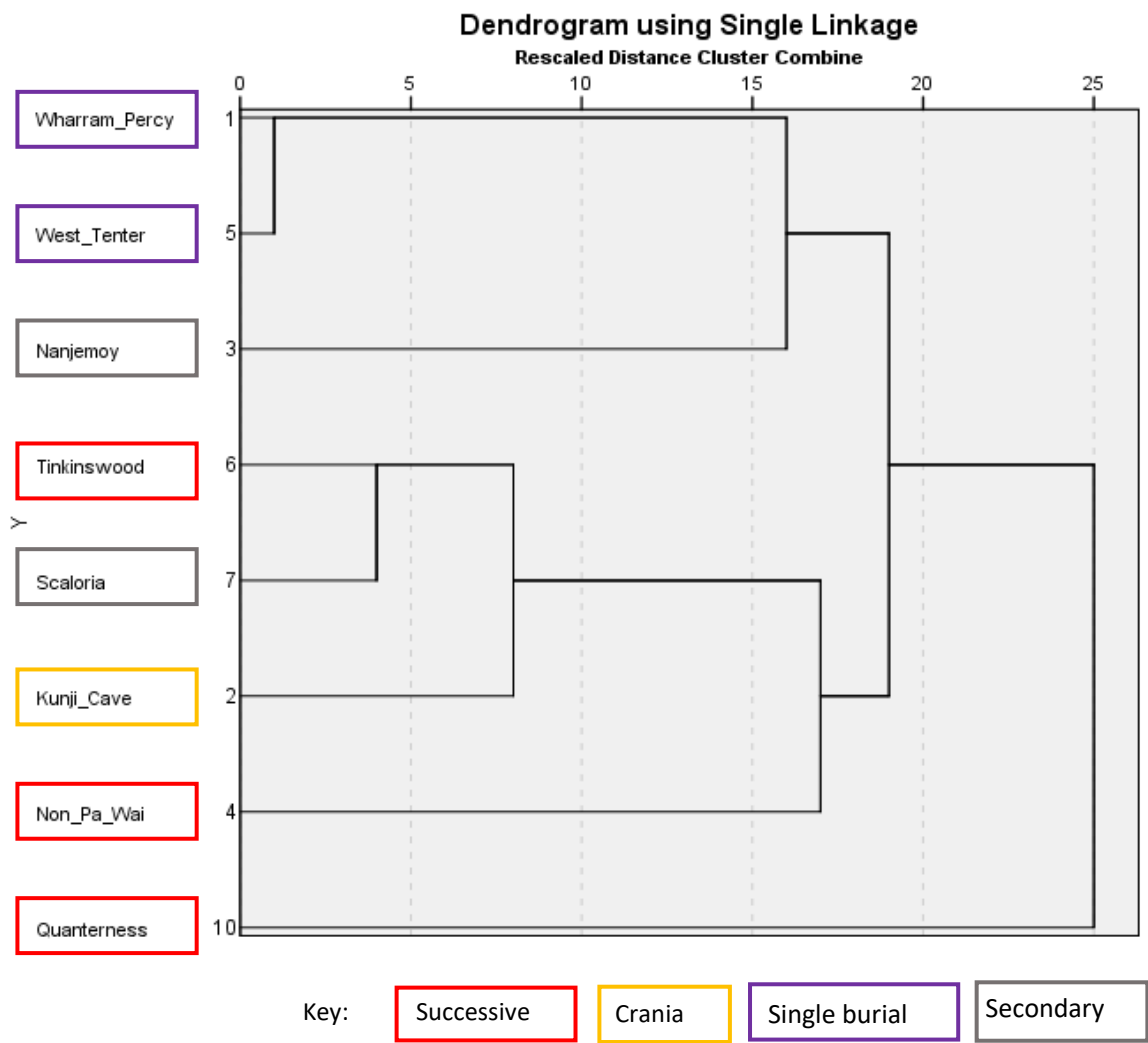 Dendrogram using Single Linkage
Rescaled Distance Cluster Combine
0 5 10 15 20 25
Wharram_Percy 1
West_Tenter 5
Nanjemoy 3
Tinkinswood 6
Y
Scaloria 7
Kunji_Cave 2
Non_Pa_Wai 4
Quanterness 10
Key: Successive Crania Single burial Secondary